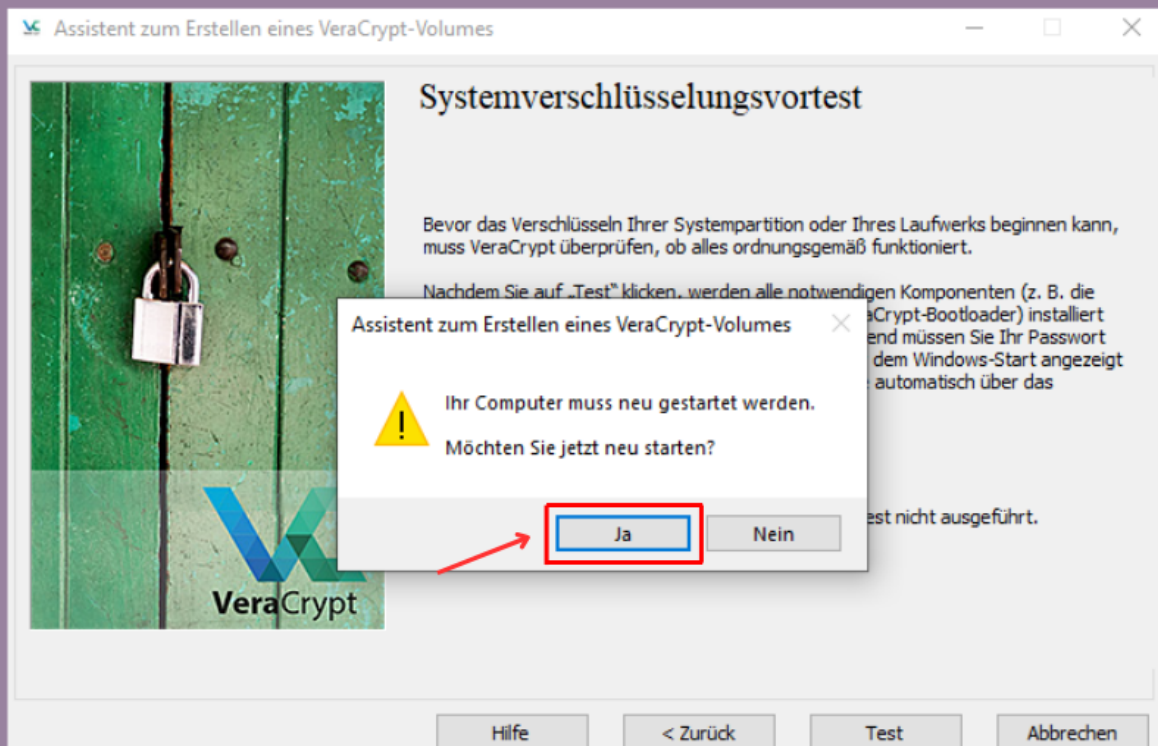 Assistent zum Erstellen eines VeraCrypt-Volumes
Systemverschlüsselungsvortest
Bevor das Verschlüsseln Ihrer Systempartition oder Ihres Laufwerks beginnen kann,
muss VeraCrypt überprüfen, ob alles ordnungsgemäß funktioniert.
Nachdem Sie auf „Test“ klicken, werden alle notwendigen Komponenten (z. B. die
aCrypt-Bootloader) installiert
end müssen Sie Ihr Passwort
dem Windows-Start angezeigt
automatisch über das
est nicht ausgeführt.
Assistent zum Erstellen eines VeraCrypt-Volumes
Ihr Computer muss neu gestartet werden.
Möchten Sie jetzt neu starten?
Ja
Nein
VeraCrypt
Hilfe
< Zurück
Test
Abbrechen